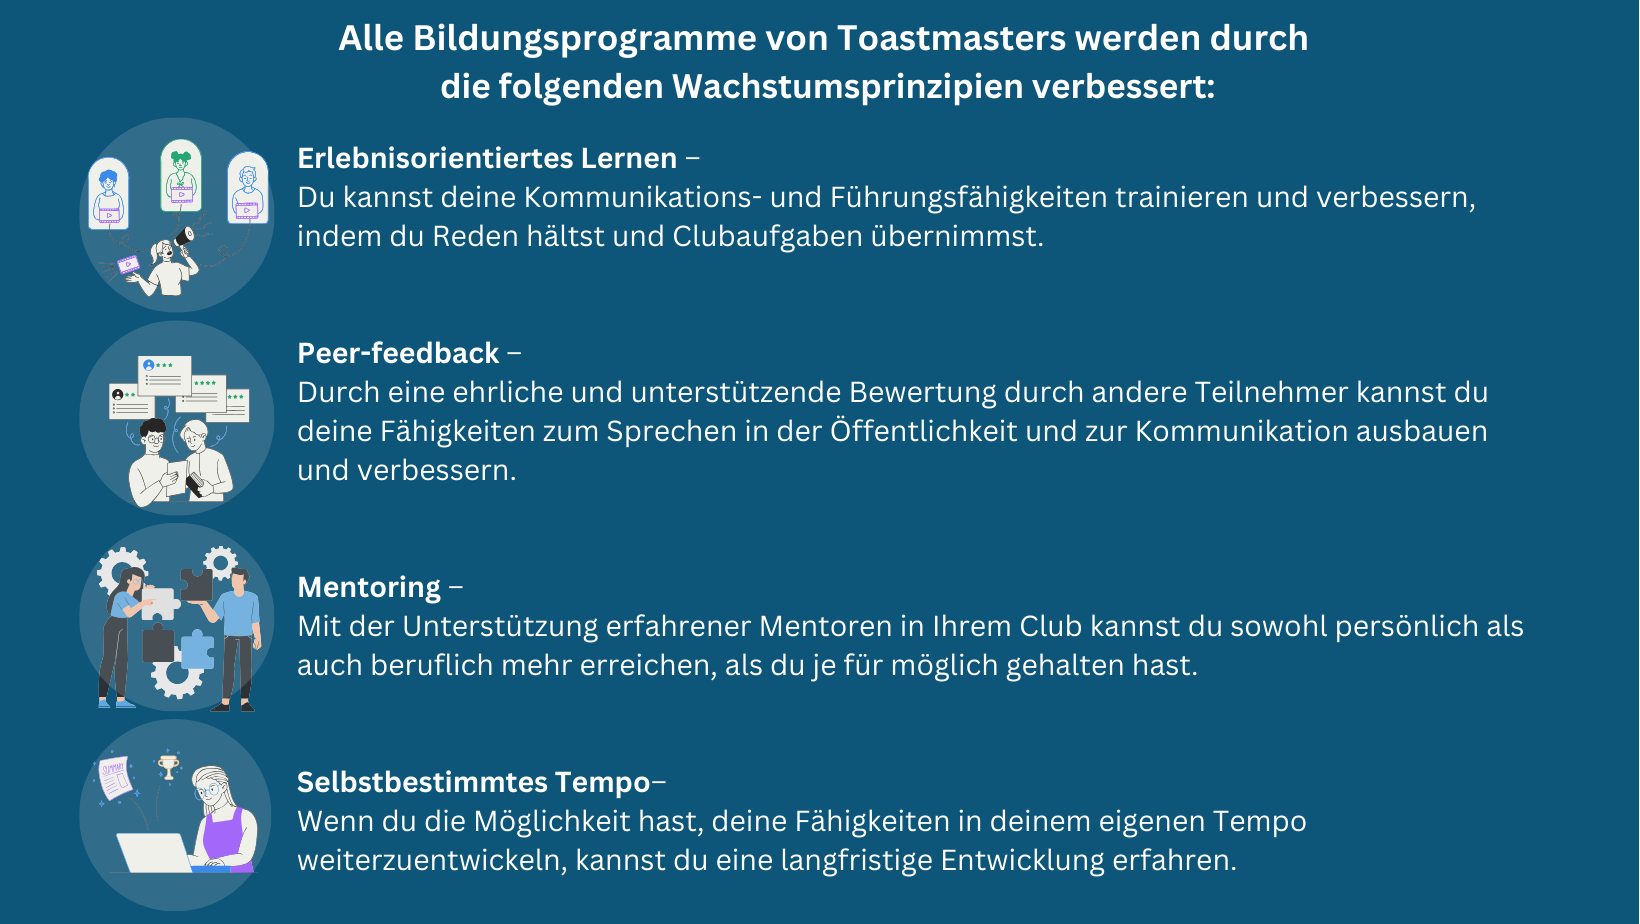 Alle Bildungsprogramme von Toastmasters werden durch
die folgenden Wachstumsprinzipien verbessert:
Erlebnisorientiertes Lernen –
Du kannst deine Kommunikations- und Führungsfähigkeiten trainieren und verbessern,
indem du Reden hältst und Clubaufgaben übernimmst.
Peer-feedback –
Durch eine ehrliche und unterstützende Bewertung durch andere Teilnehmer kannst du
deine Fähigkeiten zum Sprechen in der Öffentlichkeit und zur Kommunikation ausbauen
und verbessern.
Mentoring –
Mit der Unterstützung erfahrener Mentoren in Ihrem Club kannst du sowohl persönlich als
auch beruflich mehr erreichen, als du je für möglich gehalten hast.
SUMMARY
Selbstbestimmtes Tempo–
Wenn du die Möglichkeit hast, deine Fähigkeiten in deinem eigenen Tempo
weiterzuentwickeln, kannst du eine langfristige Entwicklung erfahren.